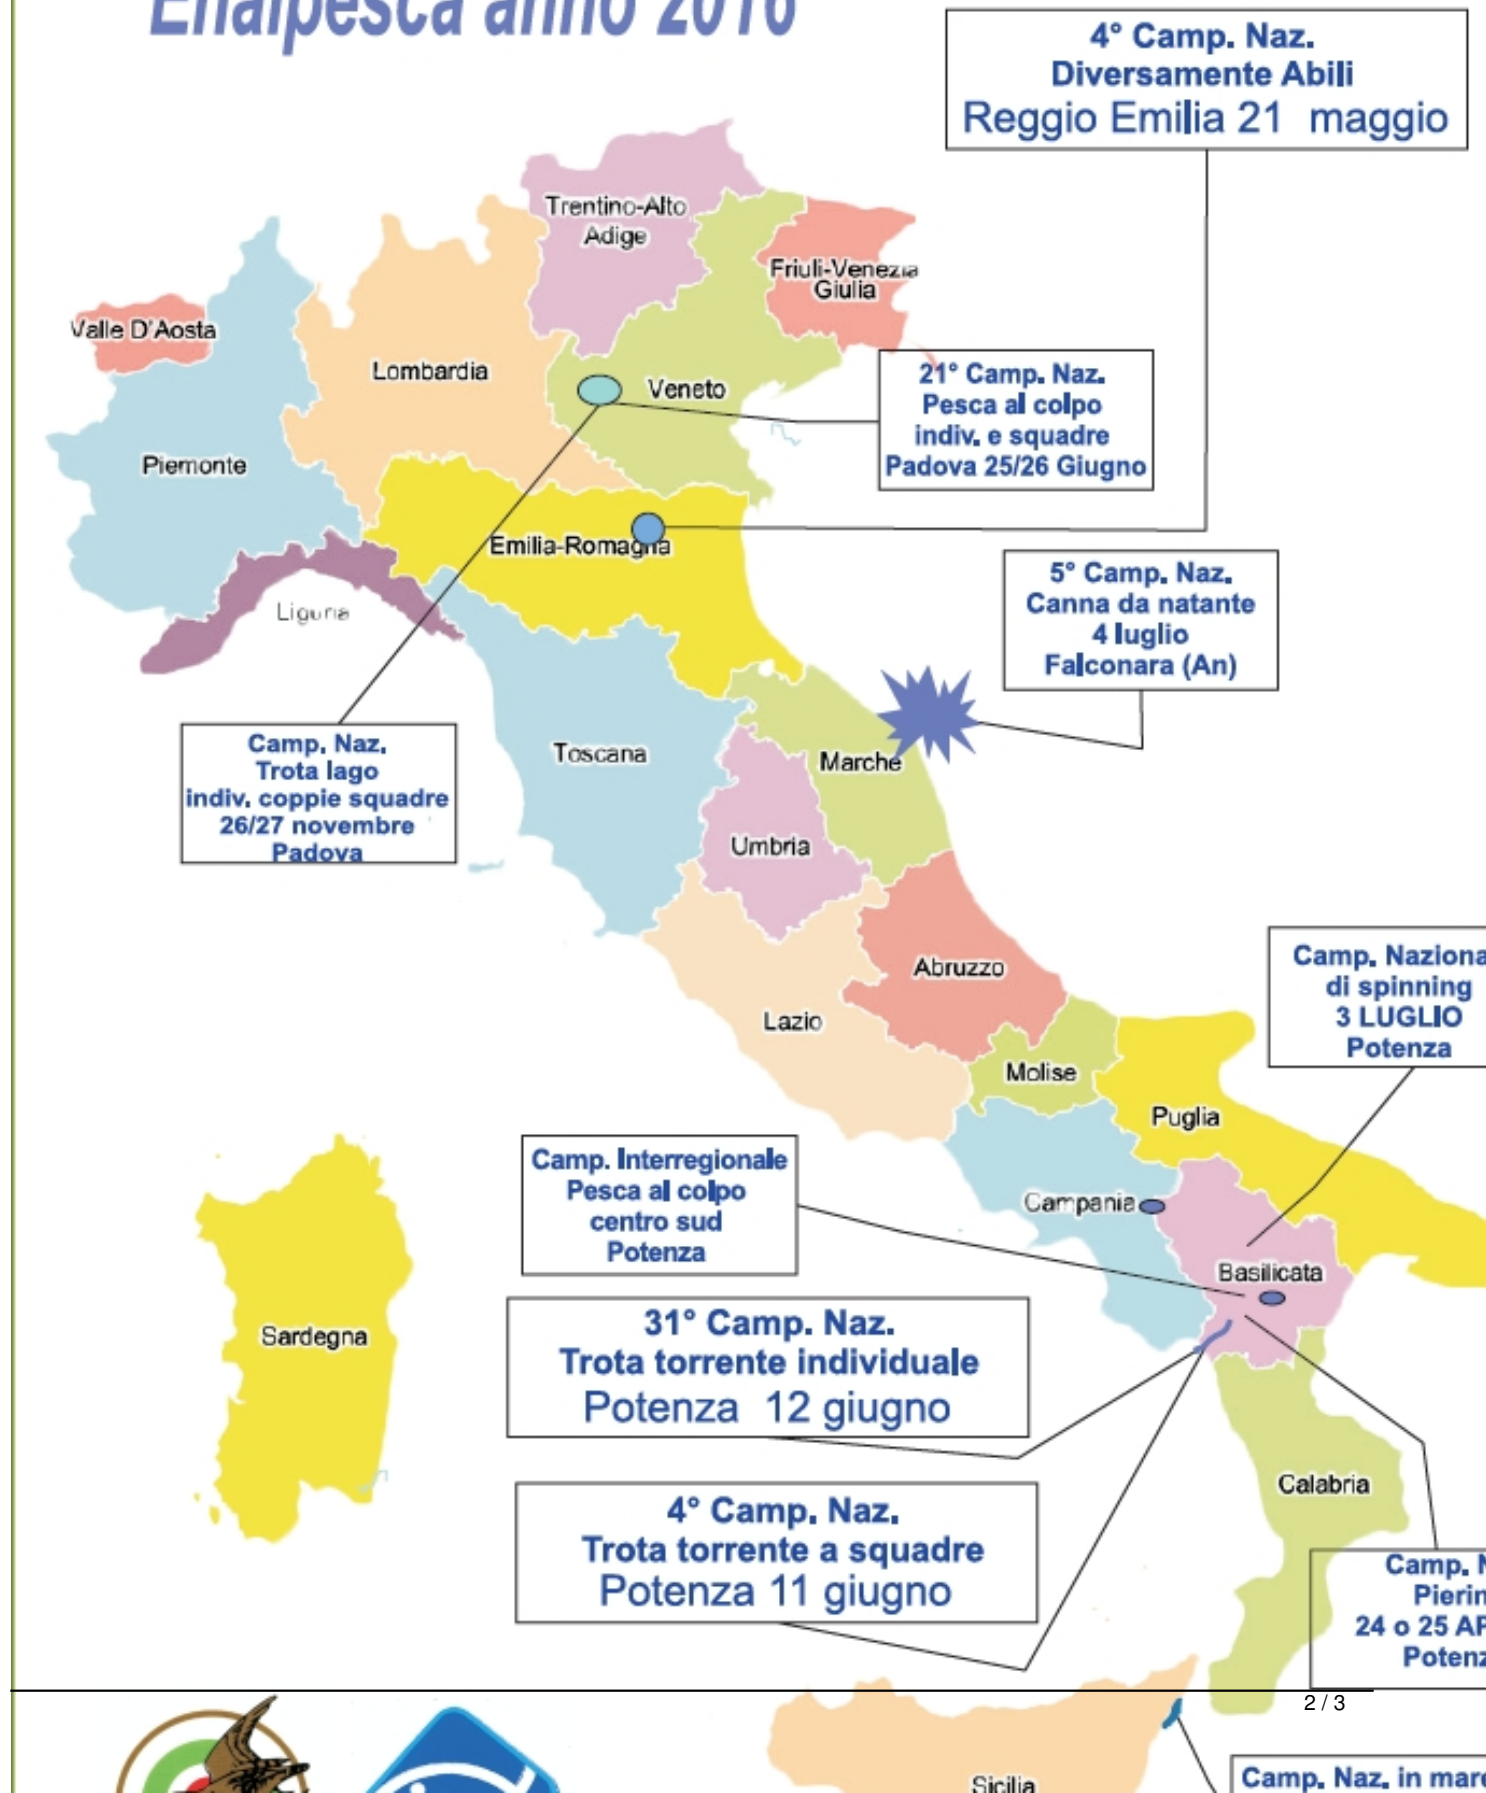 Enalpesca anno 2016
4° Camp. Naz.
Diversamente Abili
Reggio Emilia 21 maggio
Trentino-Alto
Adige
Friuli-Venezia
Giulia
Valle D'Aosta
Lombardia
Veneto
21° Camp. Naz.
Pesca al colpo
indiv. e squadre
Padova 25/26 Giugno
Piemonte
Emilia-Romagna
Liguria
5° Camp. Naz.
Canna da natante
4 luglio
Falconara (An)
Camp. Naz.
Trota lago
indiv. coppie squadre
26/27 novembre
Padova
Toscana
Marche
Umbria
Abruzzo
Lazio
Camp. Naziona
di spinning
3 LUGLIO
Potenza
Molise
Puglia
Camp. Interregionale
Pesca al colpo
centro sud
Potenza
Campania
Basilicata
Sardegna
31° Camp. Naz.
Trota torrente individuale
Potenza 12 giugno
4° Camp. Naz.
Trota torrente a squadre
Potenza 11 giugno
Calabria
Camp.
Pierin
24 o 25
Potenz
2 / 3
Sicilia
Camp. Naz. in mare